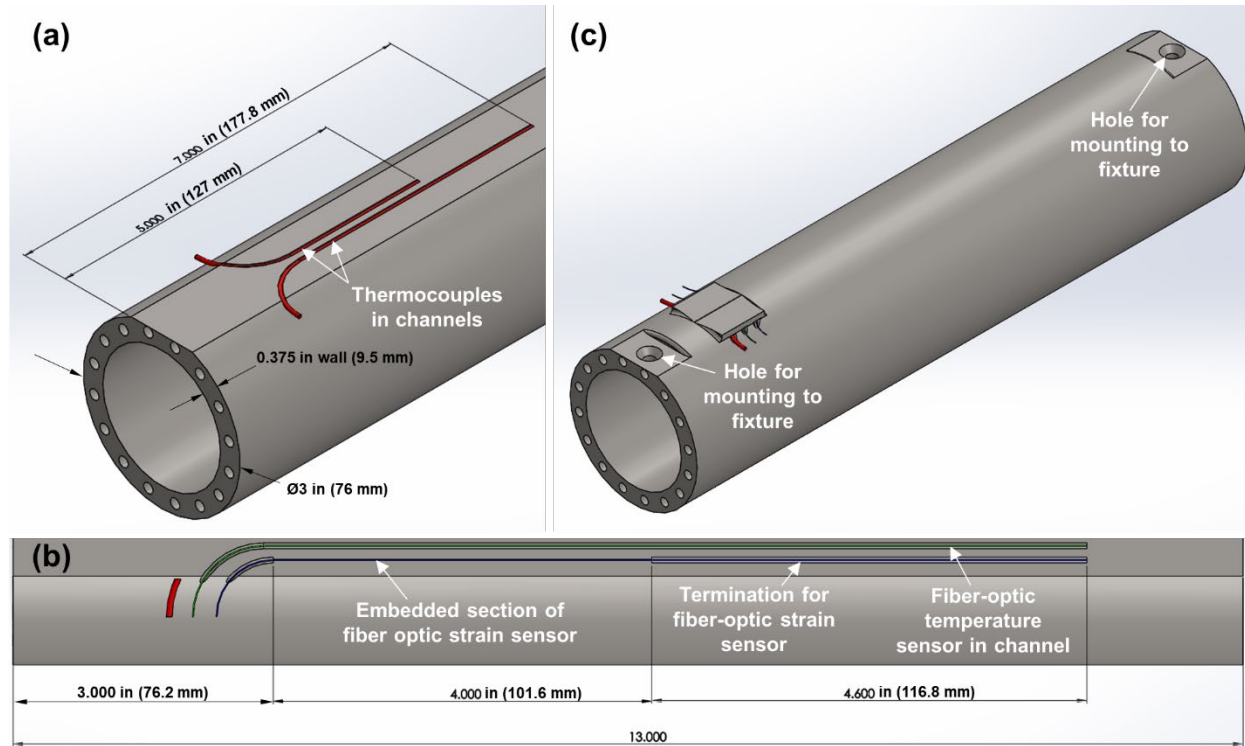 (a)
7.000 in (177.8 mm)
5.000 in (127 mm)
Thermocouples
in channels
0.375 in wall (9.5 mm)
Ø3 in (76 mm)
(c)
Hole for
mounting to
fixture
Hole for
mounting to
fixture
(b)
Embedded section of
fiber optic strain sensor
Termination for
fiber-optic strain
sensor
Fiber-optic
temperature
sensor in channel
3.000 in (76.2 mm)
4.000 in (101.6 mm)
4.600 in (116.8 mm)
13.000